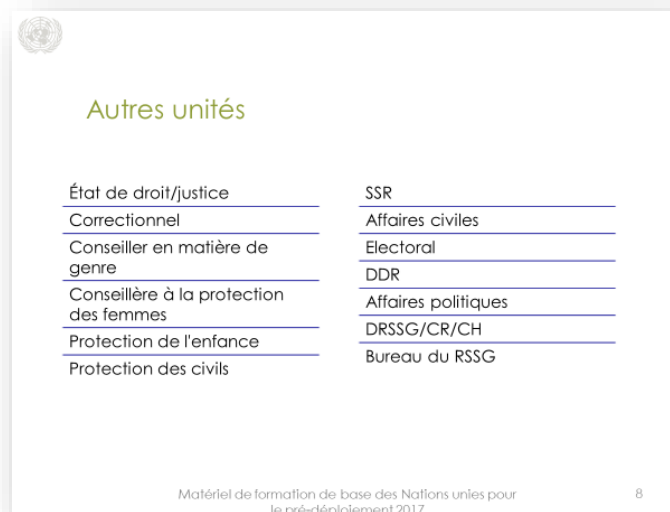 Autres unités
État de droit/justice
Correctionnel
Conseiller en matière de
genre
Conseillère à la protection
des femmes
Protection de l'enfance
Protection des civils
SSR
Affaires civiles
Electoral
DDR
Affaires politiques
DRSSG/CR/CH
Bureau du RSSG
Matériel de formation de base des Nations unies pour
le pré-déploiement 2017
8